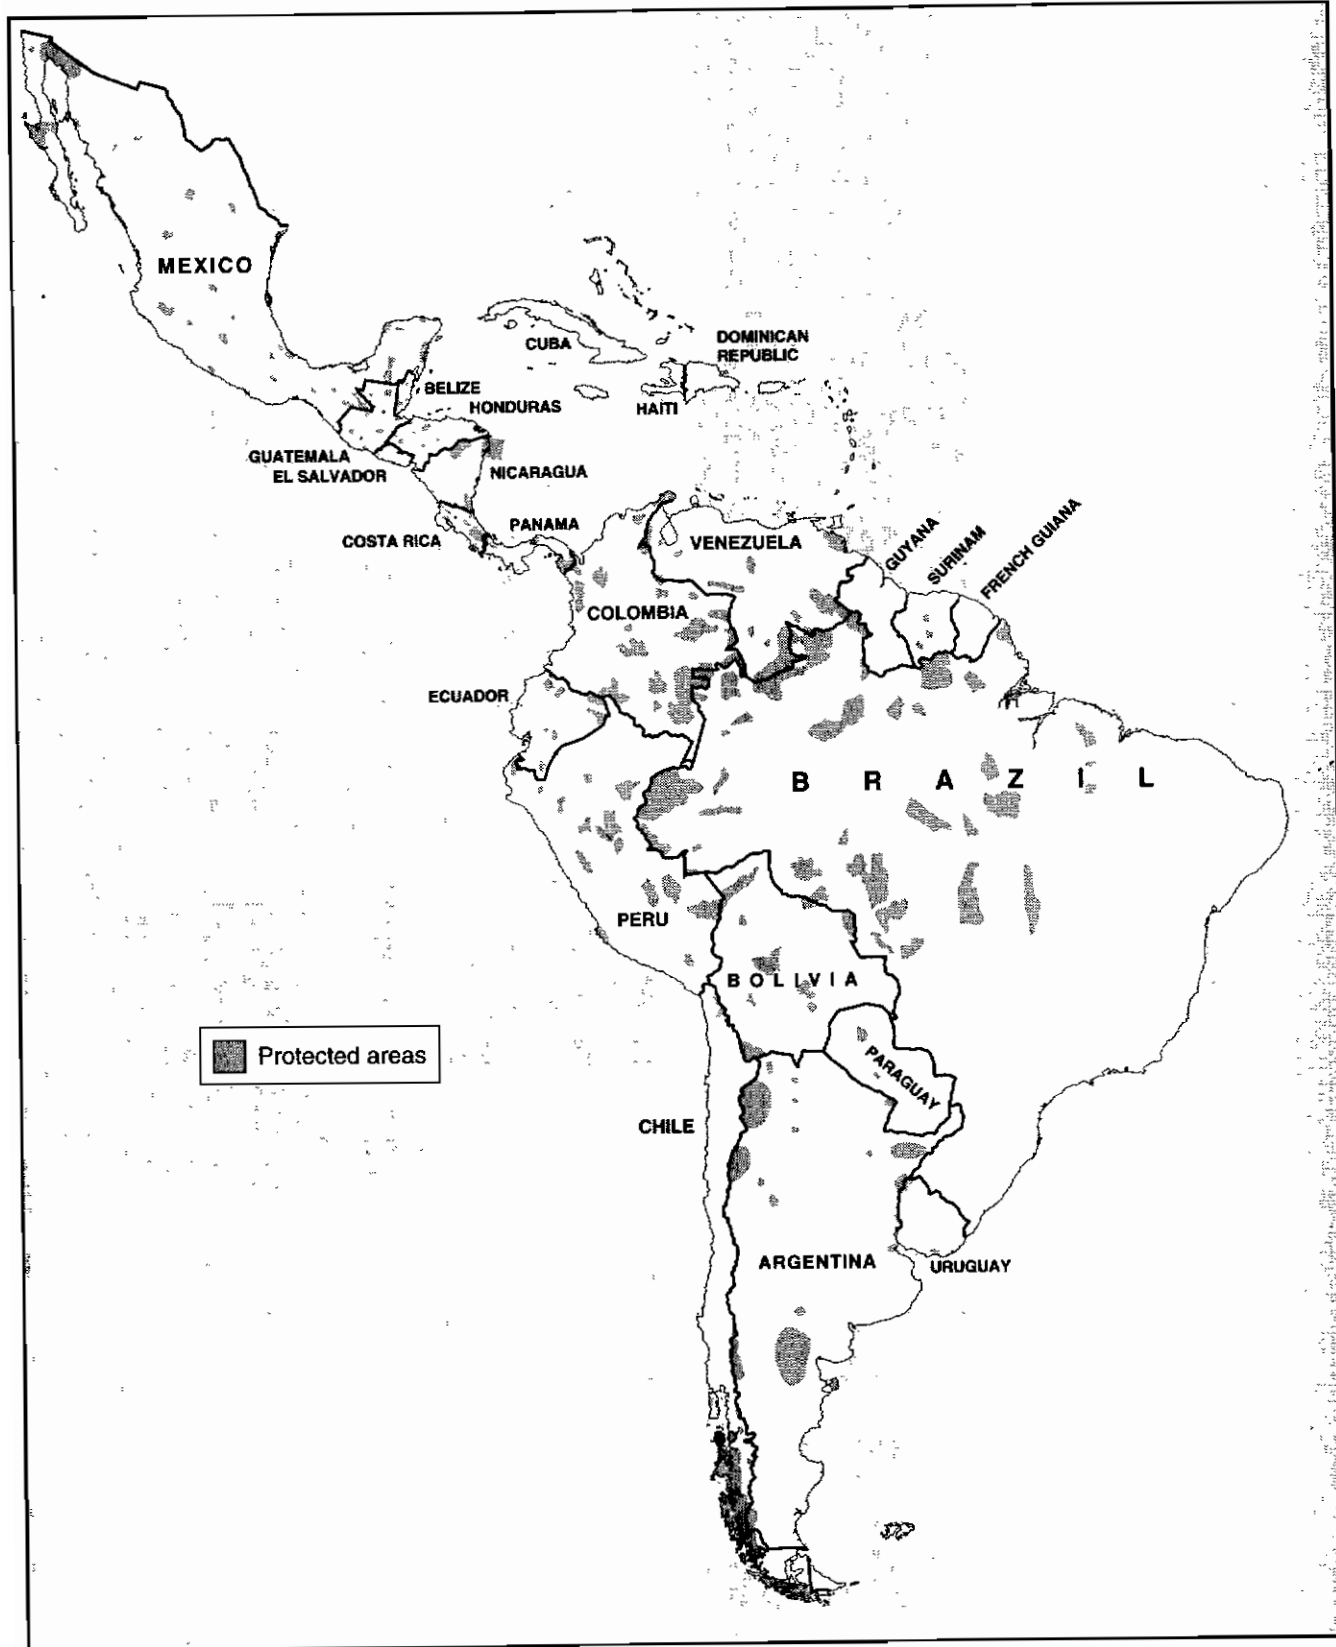 MEXICO
CUBA
DOMINICAN
REPUBLIC
BELIZE
HONDURAS
HAITI
GUATEMALA
EL SALVADOR
NICARAGUA
COSTA RICA
PANAMA
VENEZUELA
GUYANA
SURINAM
FRENCH GUIANA
COLOMBIA
ECUADOR
BRAZIL
PERU
BOLIVIA
Protected areas
PARAGUAY
CHILE
ARGENTINA
URUGUAY